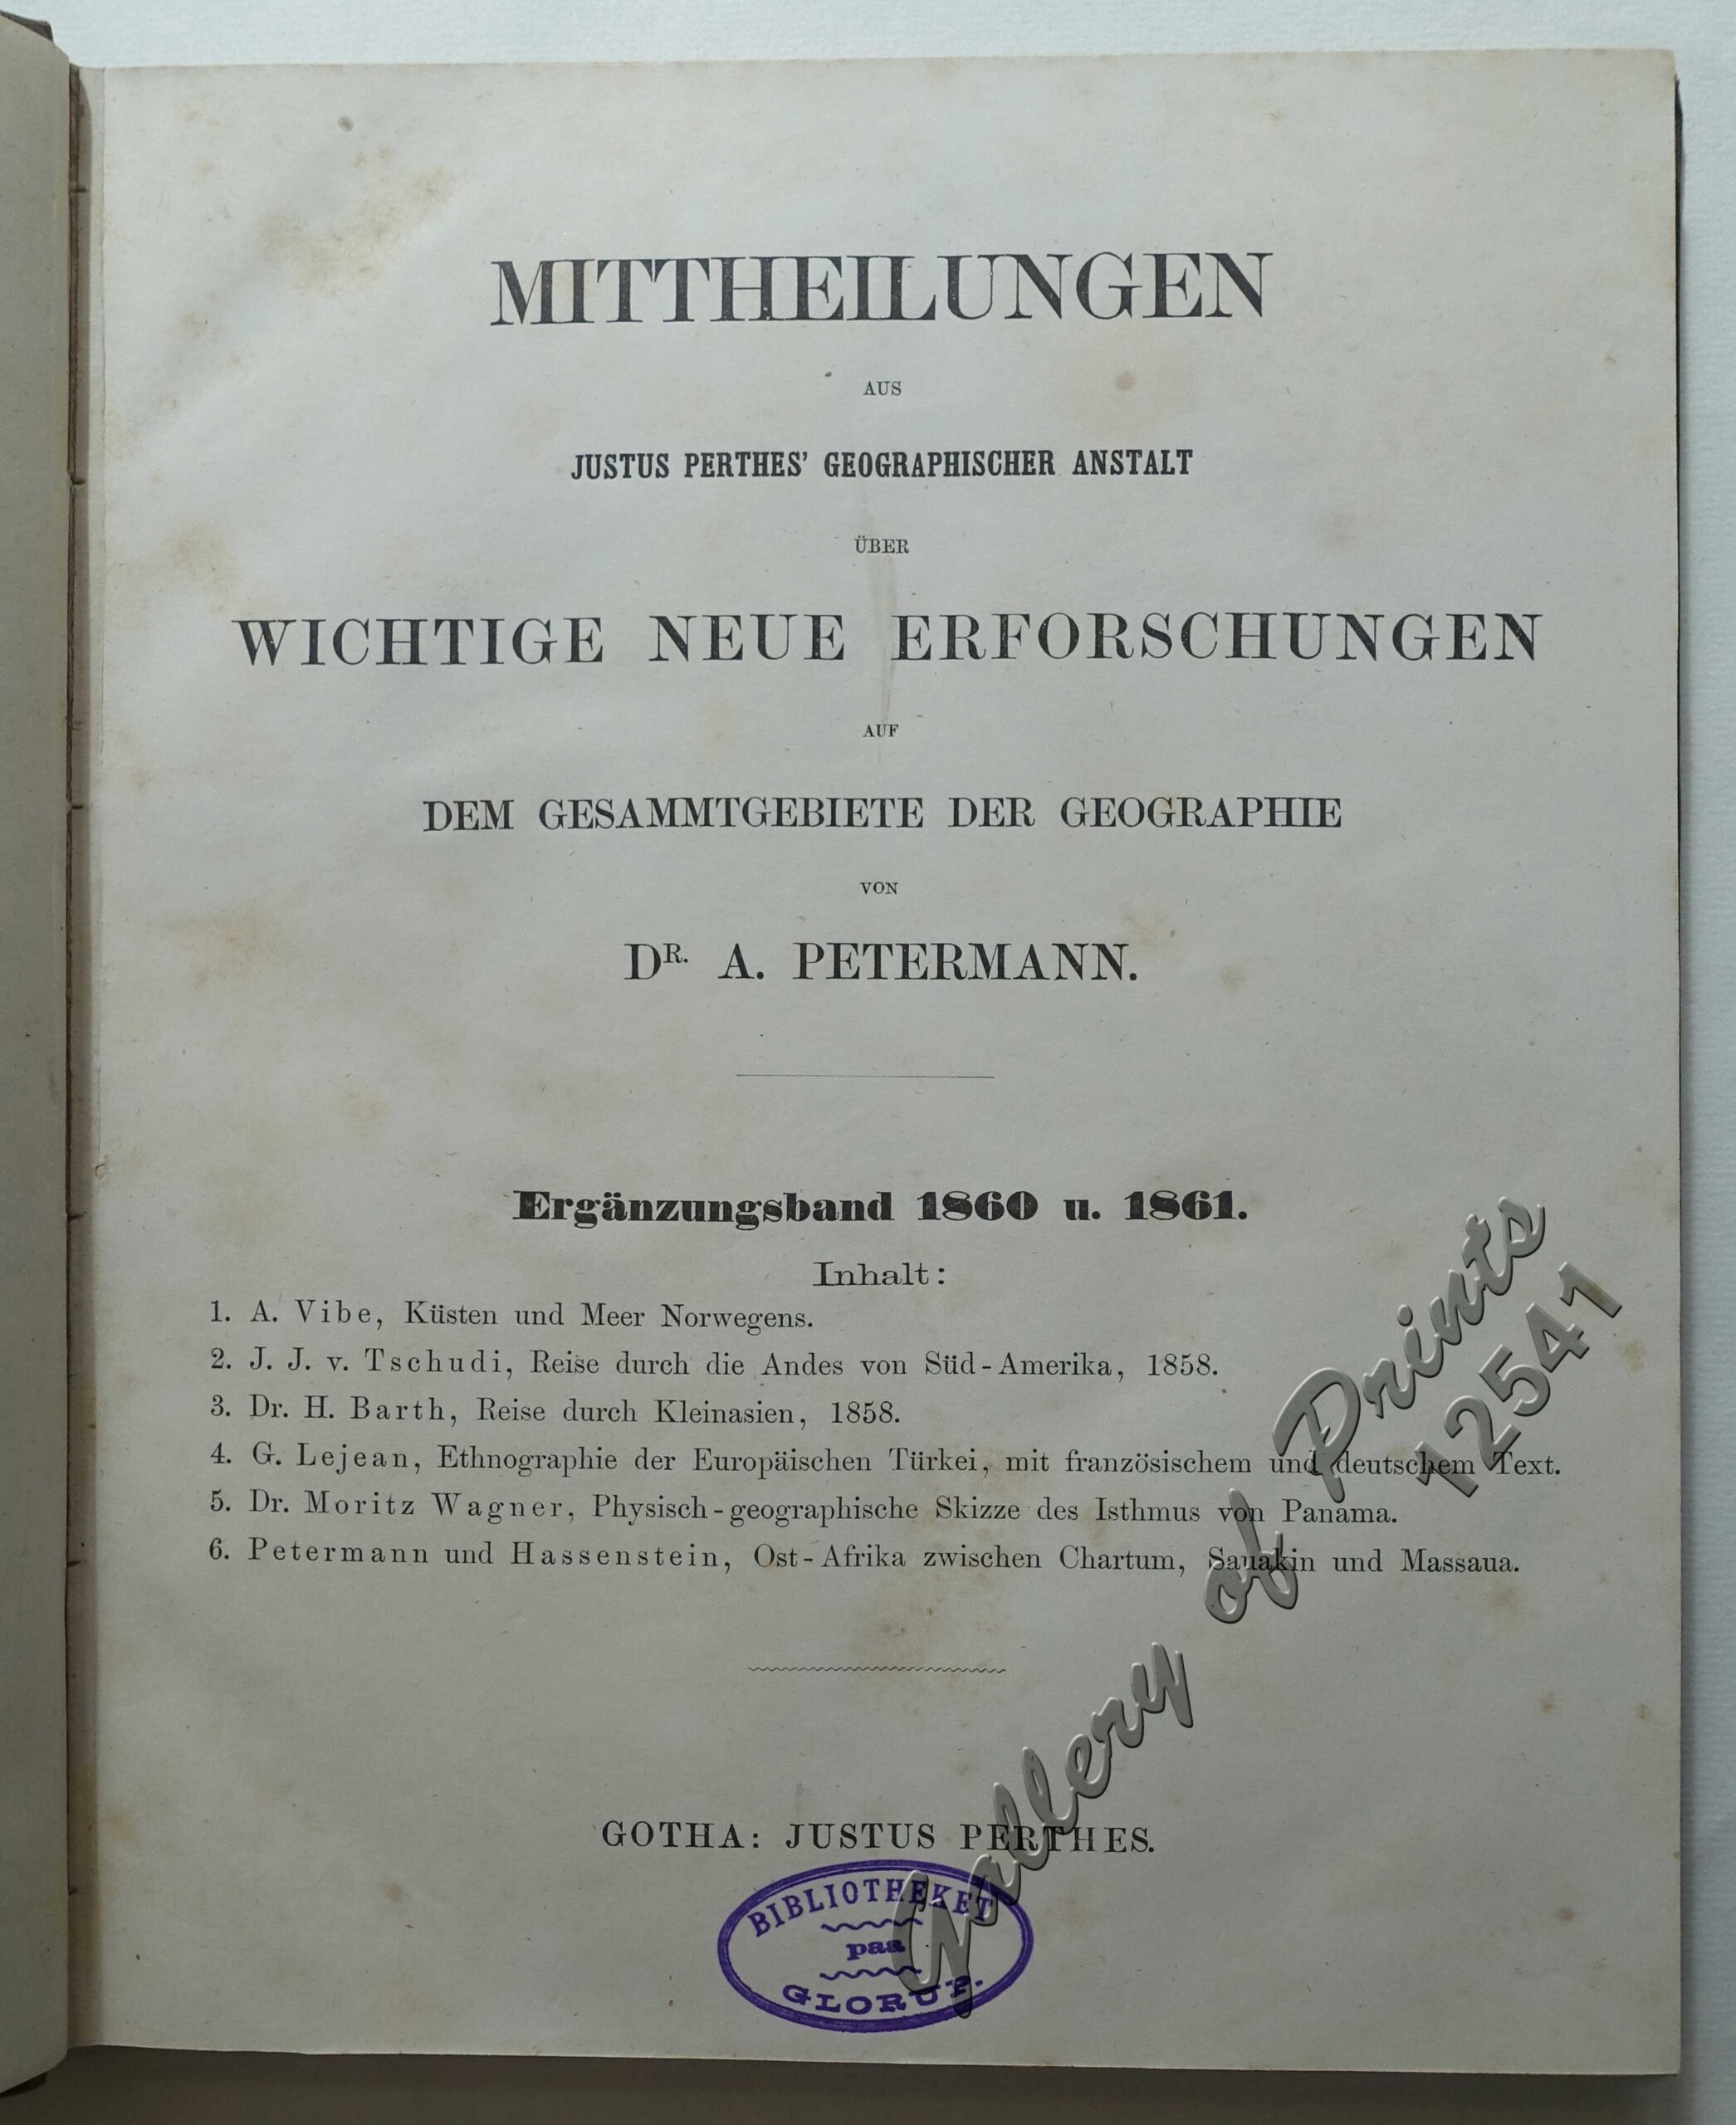 MITTHEILUNGEN
AUS
JUSTUS PERTHES' GEOGRAPHISCHER ANSTALT
ÜBER
WICHTIGE NEUE ERFORSCHUNGEN
AUF
DEM GESAMMTGEBIETE DER GEOGRAPHIE
VON
DR. A. PETERMANN.
Ergänzungsband 1860 u. 1861.
Inhalt:
1. A. Vibe, Küsten und Meer Norwegens.
2. J. J. v. Tschudi, Reise durch die Andes von Süd-Amerika, 1858.
3. Dr. H. Barth, Reise durch Kleinasien, 1858.
4. G. Lejean, Ethnographie der Europäischen Türkei, mit französischem und deutschem Text.
5. Dr. Moritz Wagner, Physisch-geographische Skizze des Isthmus von Panama.
6. Petermann und Hassenstein, Ost-Afrika zwischen Chartum, Sauakin und Massaua.
GOTHA: JUSTUS PERTHES.
BIBLIOTHEKET
paa
GLORUP.
Gallery of Prints
12541